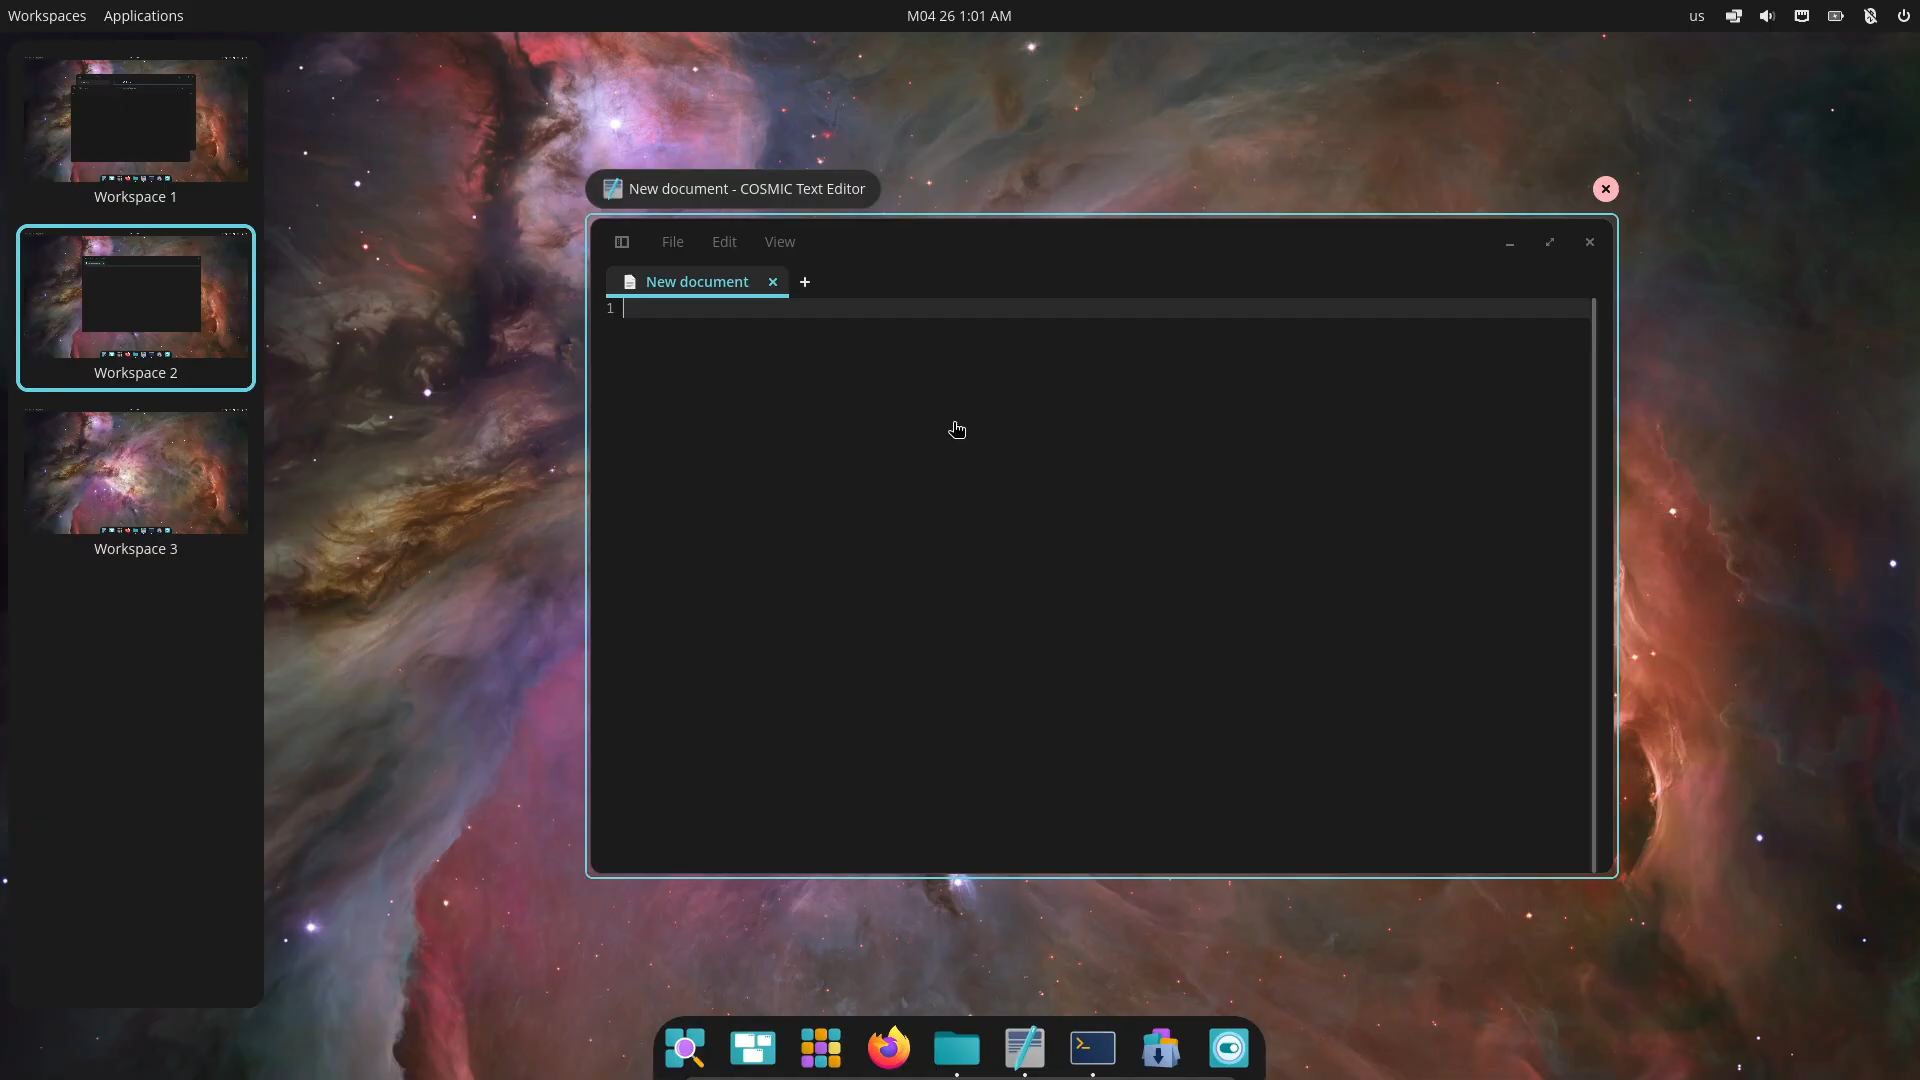 Workspaces Applications M04 26 1:01 AM us
Workspace 1
Workspace 2
Workspace 3
New document - COSMIC Text Editor
File Edit View
New document
1